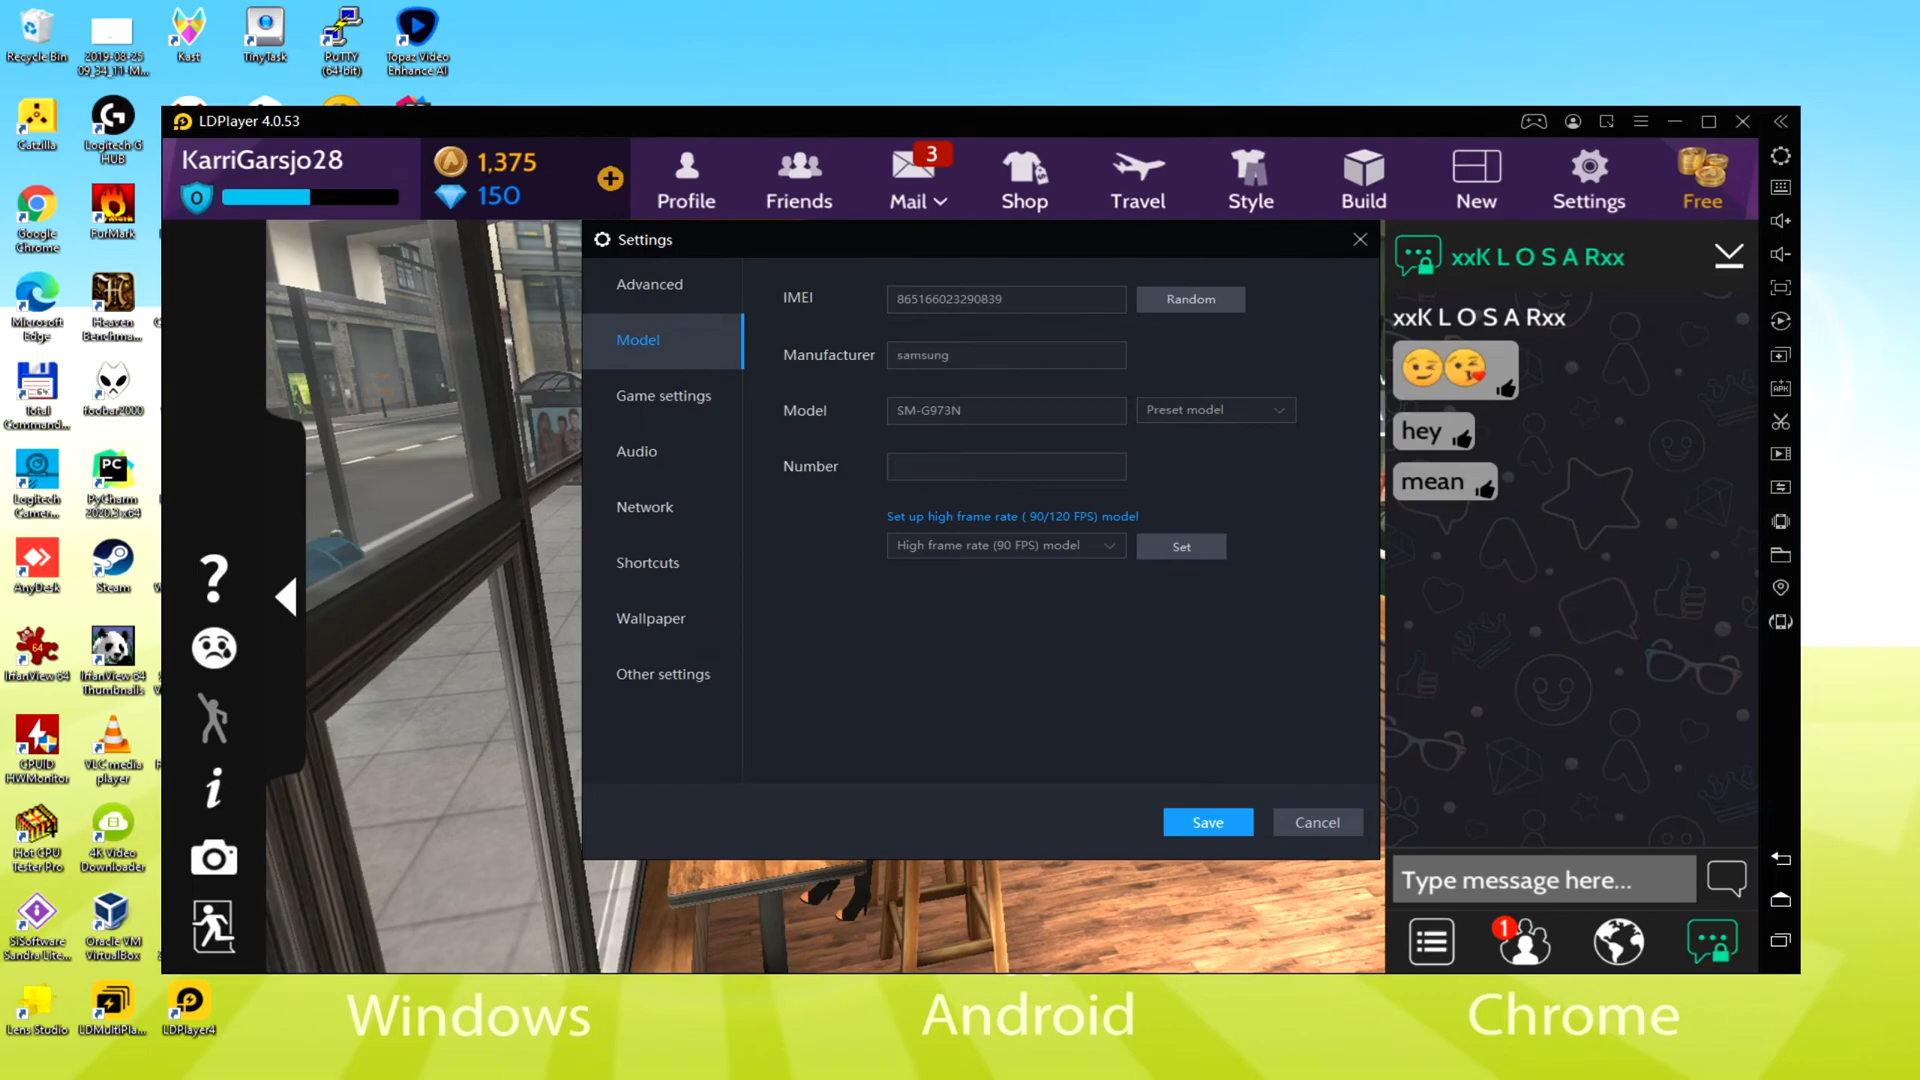 Recycle Bin
2019-08-25
09_34_11-M...
Kast
TinyTask
PuTTY
(64-bit)
Topaz Video
Enhance AI
Catzilla
Logitech G
HUB
Google
Chrome
FurMark
Microsoft
Edge
Heaven
Benchma...
Total
Command...
foobar2000
Logitech
Camer...
PyCharm
2020.3 x64
AnyDesk
Steam
IrfanView 64
IrfanView 64
Thumbnails
CPUID
HWMonitor
VLC media
player
Hot CPU
Tester Pro
4K Video
Downloader
SiSoftware
Sandra Lite...
Oracle VM
VirtualBox
Lens Studio
LDMultiPla...
LDPlayer4
LDPlayer 4.0.53
KarriGarsjo28
0
1,375
150
Profile
Friends
3
Mail
Shop
Travel
Style
Build
New
Settings
Free
Settings
Advanced
Model
Game settings
Audio
Network
Shortcuts
Wallpaper
Other settings
IMEI
865166023290839
Random
Manufacturer
samsung
Model
SM-G973N
Preset model
Number
Set up high frame rate ( 90/120 FPS) model
High frame rate (90 FPS) model
Set
Save
Cancel
xxK L O S A Rxx
xxK L O S A Rxx
hey
mean
Type message here...
1
APK
Windows
Android
Chrome